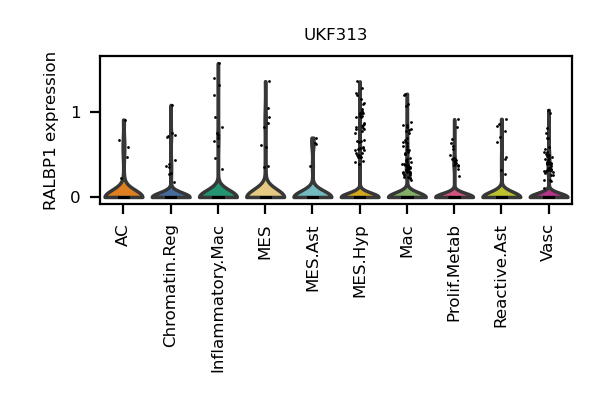 UKF313
RALBP1 expression
1
0
AC
Chromatin.Reg
Inflammatory.Mac
MES
MES.Ast
MES.Hyp
Mac
Prolif.Metab
Reactive.Ast
Vasc